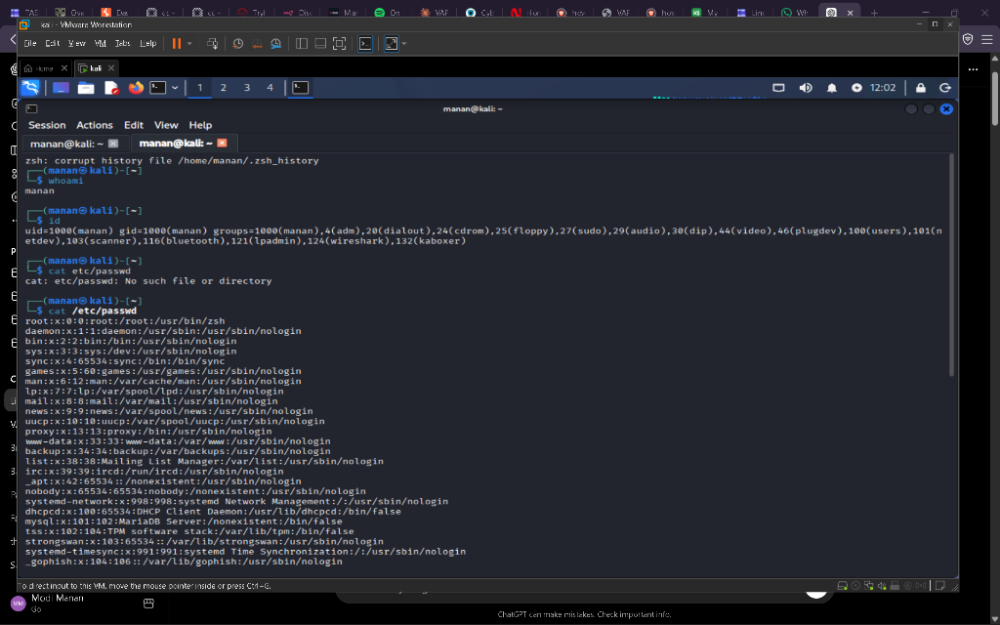 kali - VMware Workstation
File Edit View VM Tabs Help
Home kali
1 2 3 4 12:02
manan@kali: ~
Session Actions Edit View Help
manan@kali: ~ manan@kali: ~
zsh: corrupt history file /home/manan/.zsh_history
┌──(manan㉿kali)-[~]
└─$ whoami
manan
┌──(manan㉿kali)-[~]
└─$ id
uid=1000(manan) gid=1000(manan) groups=1000(manan),4(adm),20(dialout),24(cdrom),25(floppy),27(sudo),29(audio),30(dip),44(video),46(plugdev),100(users),101(n
etdev),103(scanner),116(bluetooth),121(lpadmin),124(wireshark),132(kaboxer)
┌──(manan㉿kali)-[~]
└─$ cat etc/passwd
cat: etc/passwd: No such file or directory
┌──(manan㉿kali)-[~]
└─$ cat /etc/passwd
root:x:0:0:root:/root:/usr/bin/zsh
daemon:x:1:1:daemon:/usr/sbin:/usr/sbin/nologin
bin:x:2:2:bin:/bin:/usr/sbin/nologin
sys:x:3:3:sys:/dev:/usr/sbin/nologin
sync:x:4:65534:sync:/bin:/bin/sync
games:x:5:60:games:/usr/games:/usr/sbin/nologin
man:x:6:12:man:/var/cache/man:/usr/sbin/nologin
lp:x:7:7:lp:/var/spool/lpd:/usr/sbin/nologin
mail:x:8:8:mail:/var/mail:/usr/sbin/nologin
news:x:9:9:news:/var/spool/news:/usr/sbin/nologin
uucp:x:10:10:uucp:/var/spool/uucp:/usr/sbin/nologin
proxy:x:13:13:proxy:/bin:/usr/sbin/nologin
www-data:x:33:33:www-data:/var/www:/usr/sbin/nologin
backup:x:34:34:backup:/var/backups:/usr/sbin/nologin
list:x:38:38:Mailing List Manager:/var/list:/usr/sbin/nologin
irc:x:39:39:ircd:/run/ircd:/usr/sbin/nologin
_apt:x:42:65534::/nonexistent:/usr/sbin/nologin
nobody:x:65534:65534:nobody:/nonexistent:/usr/sbin/nologin
systemd-network:x:998:998:systemd Network Management:/:/usr/sbin/nologin
dhcpcd:x:100:65534:DHCP Client Daemon:/usr/lib/dhcpcd:/bin/false
mysql:x:101:102:MariaDB Server:/nonexistent:/bin/false
tss:x:102:104:TPM software stack:/var/lib/tpm:/bin/false
strongswan:x:103:65534::/var/lib/strongswan:/usr/sbin/nologin
systemd-timesync:x:991:991:systemd Time Synchronization:/:/usr/sbin/nologin
_gophish:x:104:106::/var/lib/gophish:/usr/sbin/nologin
To direct input to this VM, move the mouse pointer inside or press Ctrl+G.
MM Modi Manan
Go
ChatGPT can make mistakes. Check important info.